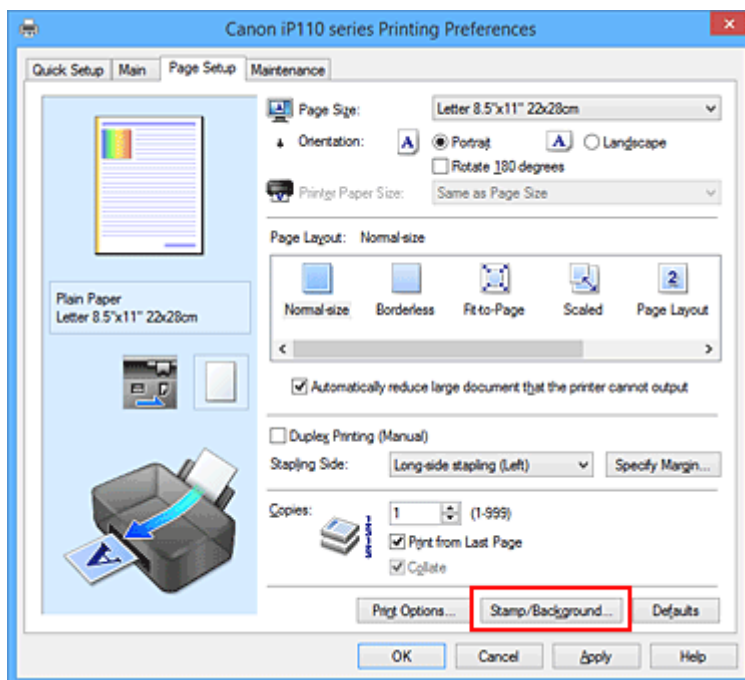 Canon iP110 series Printing Preferences
Quick Setup Main Page Setup Maintenance
Page Size: Letter 8.5"x11" 22x28cm
Orientation: A Portrait A Landscape
Rotate 180 degrees
Printer Paper Size: Same as Page Size
Page Layout: Normal-size
2
Normal-size Borderless Fit-to-Page Scaled Page Layout
Plain Paper
Letter 8.5"x11" 22x28cm
Automatically reduce large document that the printer cannot output
Duplex Printing (Manual)
Stapling Side: Long-side stapling (Left) Specify Margin...
Copies: 1 (1-999)
Print from Last Page
Collate
A
Print Options... Stamp/Background... Defaults
OK Cancel Apply Help